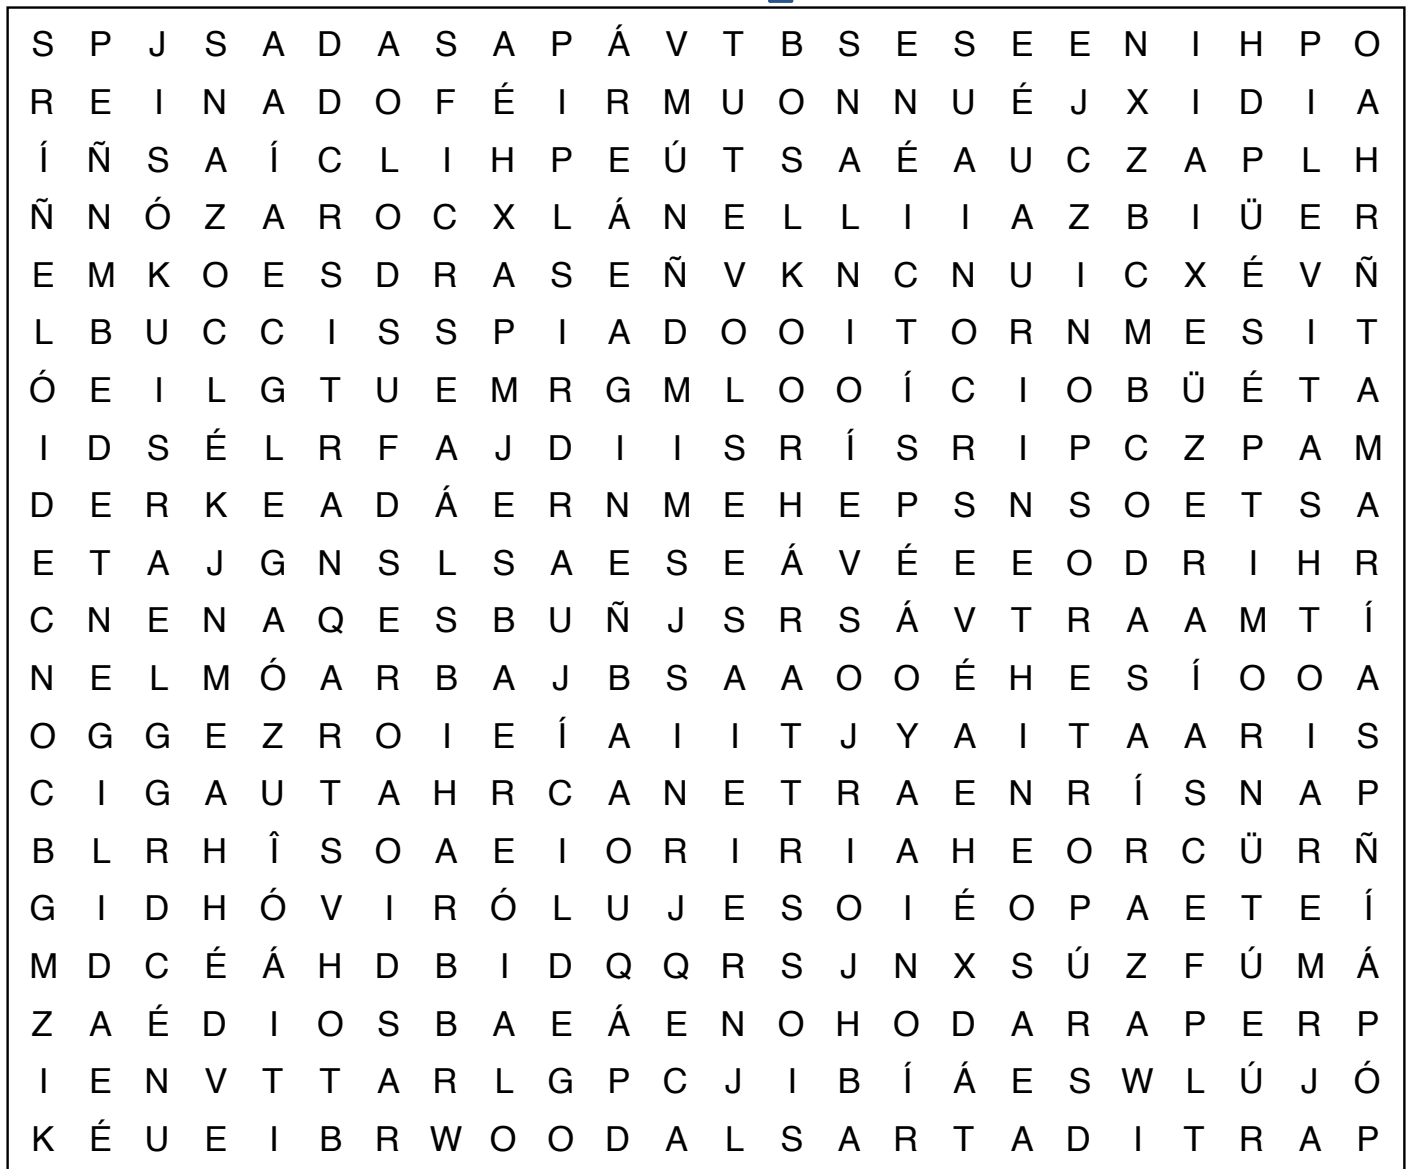 S P J S A D A S A P Á V T B S E S E E N I H P O
R E I N A D O F É I R M U O N N U É J X I D I A
Í Ñ S A Í C L I H P E Ú T S A É A U C Z A P L H
Ñ N Ó Z A R O C X L Á N E L L I I A Z B I Ü E R
E M K O E S D R A S E Ñ V K N C N U I C X É V Ñ
L B U C C I S S P I A D O O I T O R N M E S I T
Ó E I L G T U E M R G M L O O Í C I O B Ü É T A
I D S É L R F A J D I I S R Í S R I P C Z P A M
D E R K E A D Á E R N M E H E P S N S O E T S A
E T A J G N S L S A E S E Á V É E E O D R I H R
C N E N A Q E S B U Ñ J S R S Á V T R A A M T Í
N E L M Ó A R B A J B S A A O O É H E S Í O O A
O G G E Z R O I E Í A I I T J Y A I T A A R I S
C I G A U T A H R C A N E T R A E N R Í S N A P
B L R H Î S O A E I O R I R I A H E O R C Ü R Ñ
G I D H Ó V I R Ó L U J E S O I É O P A E T E Í
M D C É Á H D B I D Q Q R S J N X S Ú Z F Ú M Á
Z A É D I O S B A E Á E N O H O D A R A P E R P
I E N V T T A R L G P C J I B Í Á E S W L Ú J Ó
K É U E I B R W O O D A L S A R T A D I T R A P